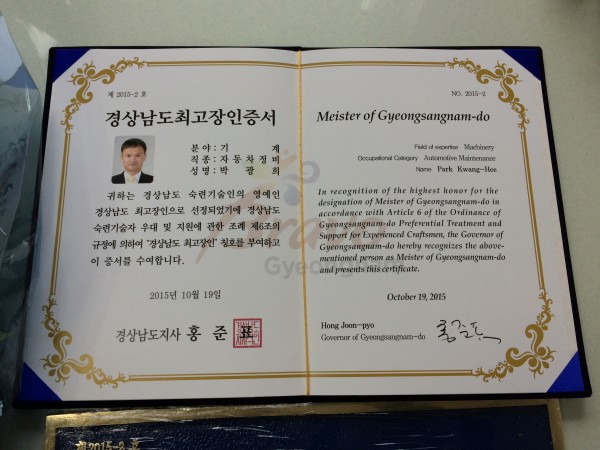 제 2015-2 호
경상남도최고장인증서
분야 : 기 계
직종 : 자동차정비
성명 : 박 광 희
귀하는 경상남도 숙련기술인의 영예인
경상남도 최고장인으로 선정되었기에 경상남도
숙련기술자 우대 및 지원에 관한 조례 제6조의
규정에 의하여 "경상남도 최고장인" 칭호를 부여하고
이 증서를 수여합니다.
2015년 10월 19일
경상남도지사 홍 준 표
NO. 2015-2
Meister of Gyeongsangnam-do
Field of expertise Machinery
Occupational Category Automotive Maintenance
Name Park Kwang-Hee
In recognition of the highest honor for the
designation of Meister of Gyeongsangnam-do in
accordance with Article 6 of the Ordinance of
Gyeongsangnam-do Preferential Treatment and
Support for Experienced Craftsmen, the Governor of
Gyeongsangnam-do hereby recognizes the above-
mentioned person as Meister of Gyeongsangnam-do
and presents this certificate.
October 19, 2015
Hong Joon-pyo
Governor of Gyeongsangnam-do
제 2015-2 호